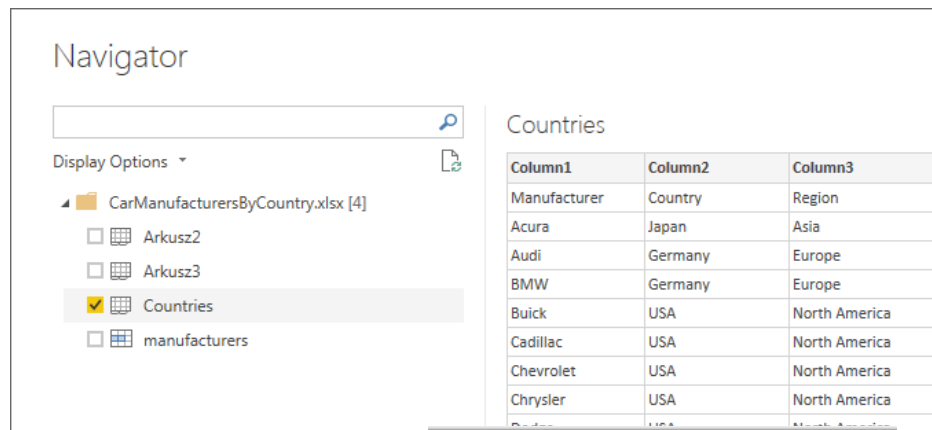 Navigator
Display Options
CarManufacturersByCountry.xlsx [4]
Arkusz2
Arkusz3
Countries
manufacturers
Countries
Column1 Column2 Column3
Manufacturer Country Region
Acura Japan Asia
Audi Germany Europe
BMW Germany Europe
Buick USA North America
Cadillac USA North America
Chevrolet USA North America
Chrysler USA North America